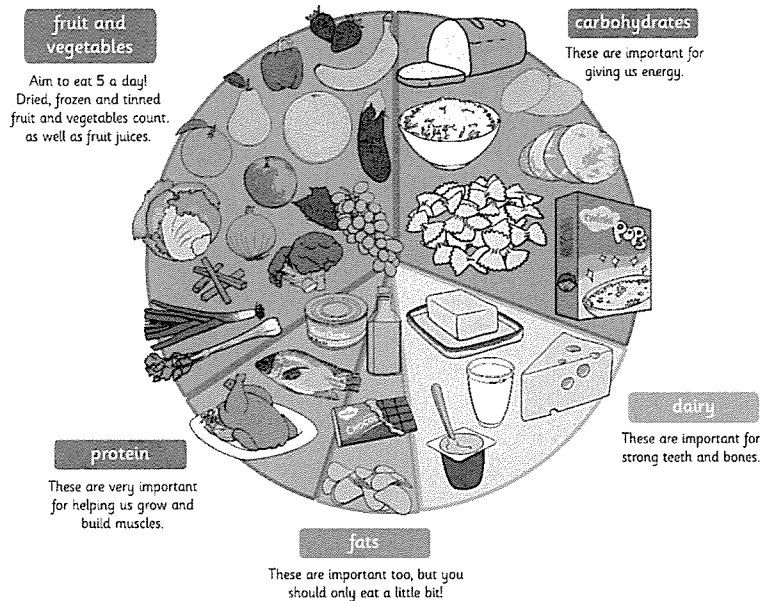 fruit and
vegetables
Aim to eat 5 a day!
Dried, frozen and tinned
fruit and vegetables count,
as well as fruit juices.
carbohydrates
These are important for
giving us energy.
POPS
CHOCO
dairy
These are important for
strong teeth and bones.
protein
These are very important
for helping us grow and
build muscles.
fats
These are important too, but you
should only eat a little bit!